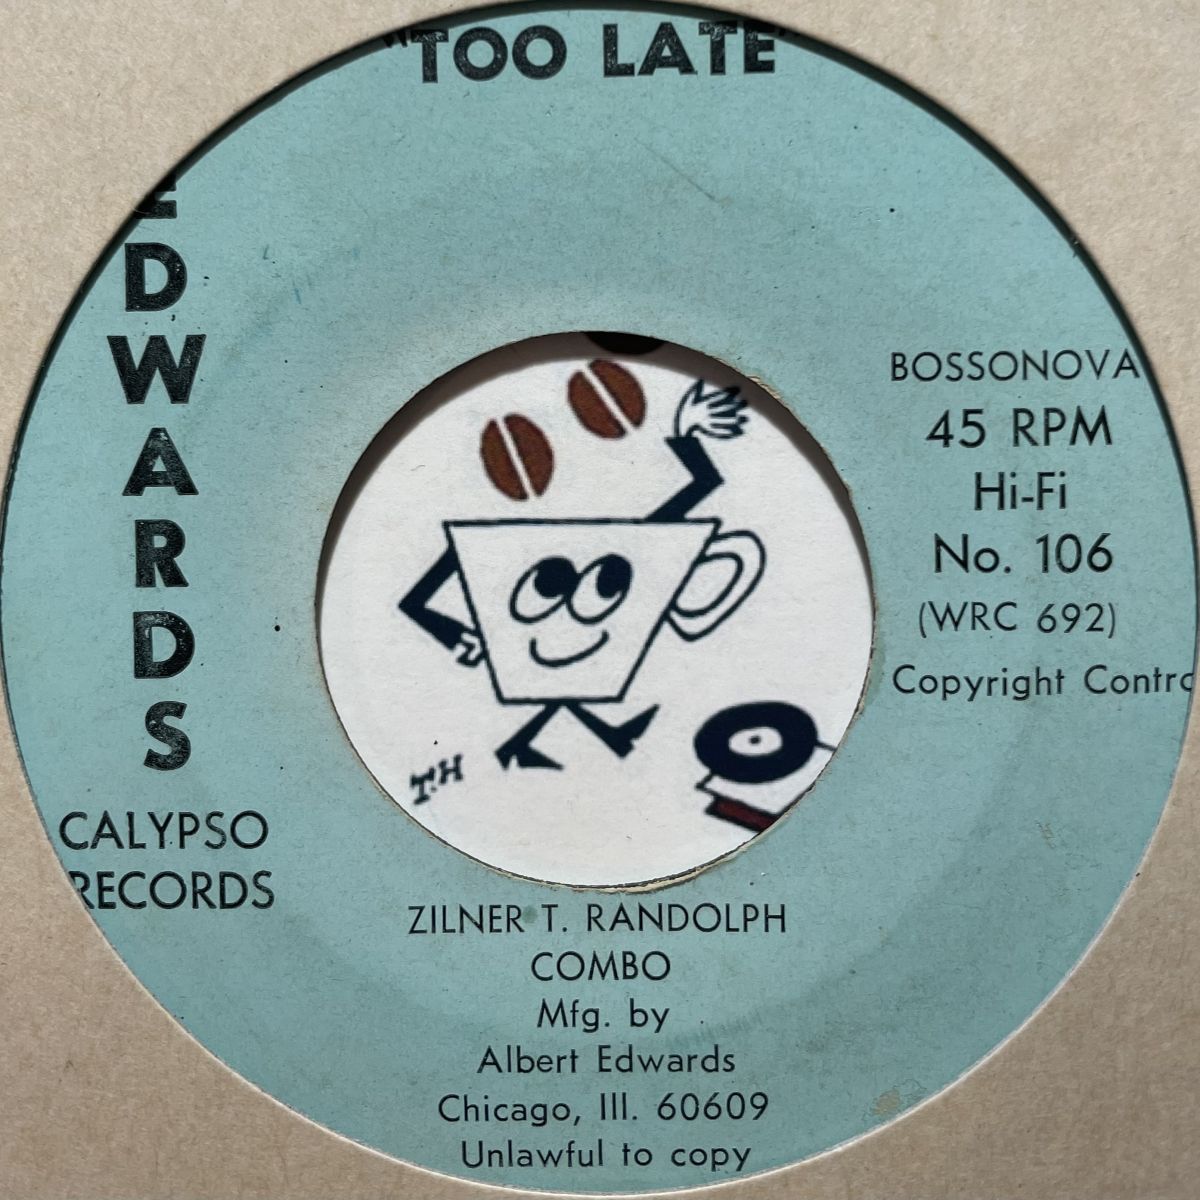 "TOO LATE"
EDWARDS
CALYPSO
RECORDS
BOSSONOVA
45 RPM
Hi-Fi
No. 106
(WRC 692)
Copyright Contro
T.H
ZILNER T. RANDOLPH
COMBO
Mfg. by
Albert Edwards
Chicago, Ill. 60609
Unlawful to copy